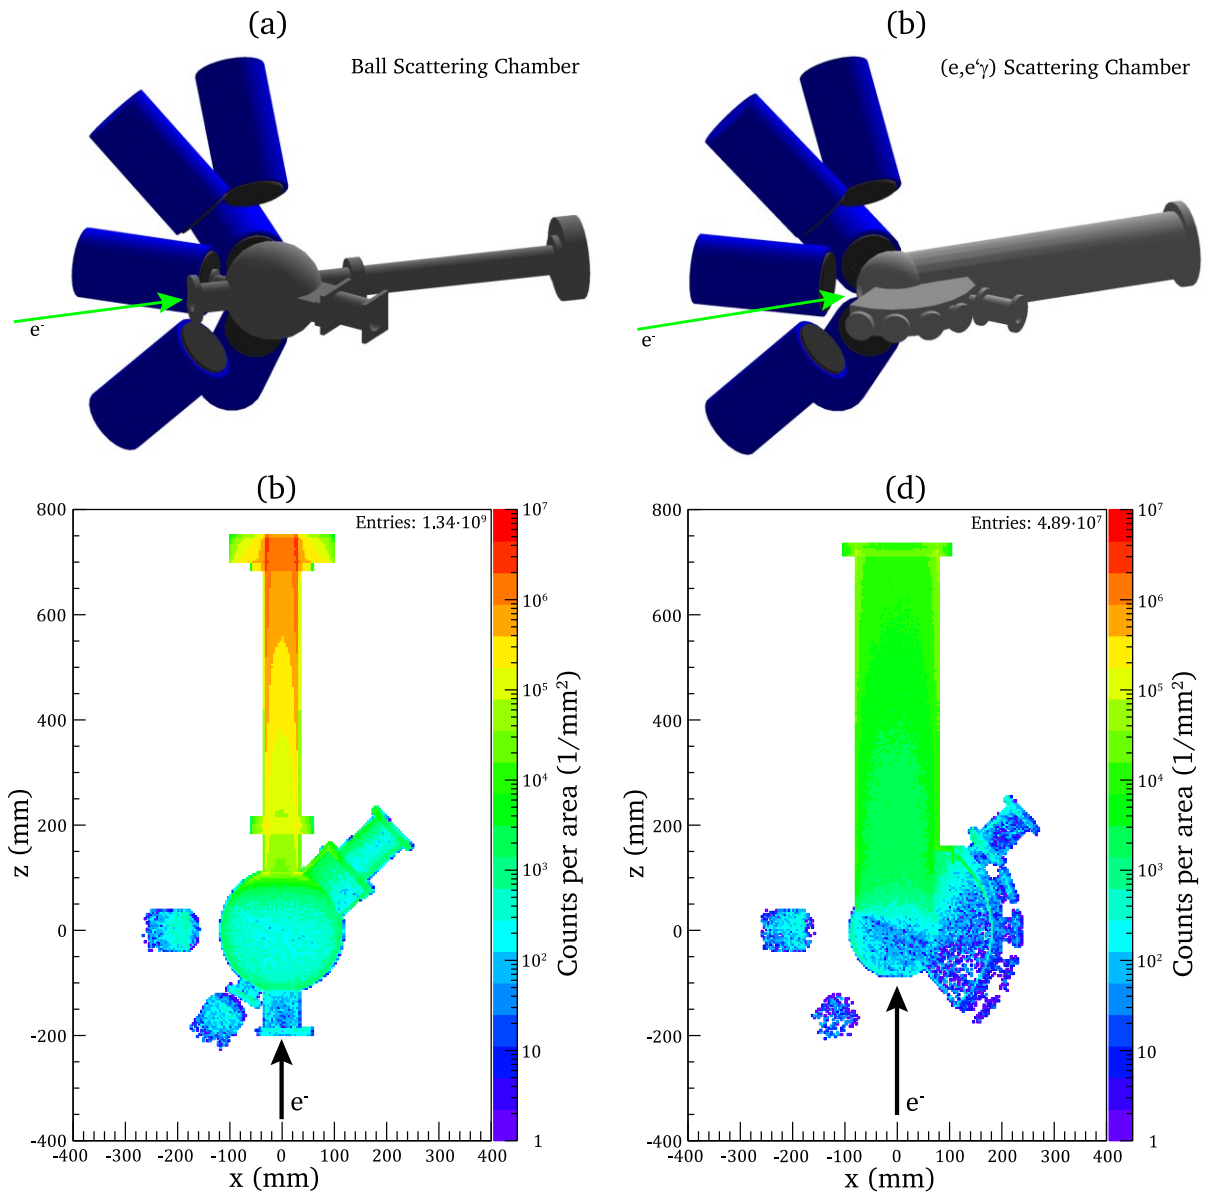 (a)
Ball Scattering Chamber
e-
(b)
(e,e‘γ) Scattering Chamber
e-
(b)
Entries: 1.34·10⁹
800
600
400
200
0
-200
-400
z (mm)
-400 -300 -200 -100 0 100 200 300 400
x (mm)
e-
10⁷
10⁶
10⁵
10⁴
10³
10²
10
1
Counts per area (1/mm²)
(d)
Entries: 4.89·10⁷
800
600
400
200
0
-200
-400
z (mm)
-400 -300 -200 -100 0 100 200 300 400
x (mm)
e-
10⁷
10⁶
10⁵
10⁴
10³
10²
10
1
Counts per area (1/mm²)